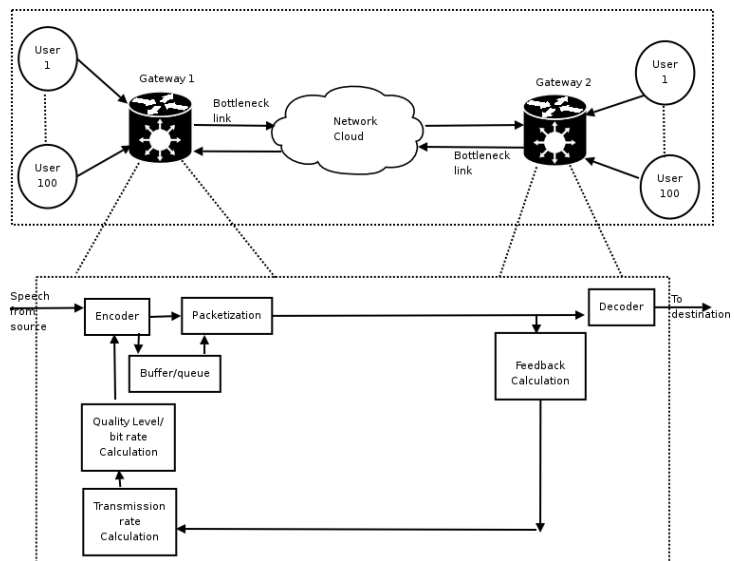 User
1
Gateway 1
Bottleneck
link
Network
Cloud
Gateway 2
User
1
User
100
Bottleneck
link
User
100
Speech
from
source
Encoder
Packetization
Decoder
To
destination
Buffer/queue
Feedback
Calculation
Quality Level/
bit rate
Calculation
Transmission
rate
Calculation